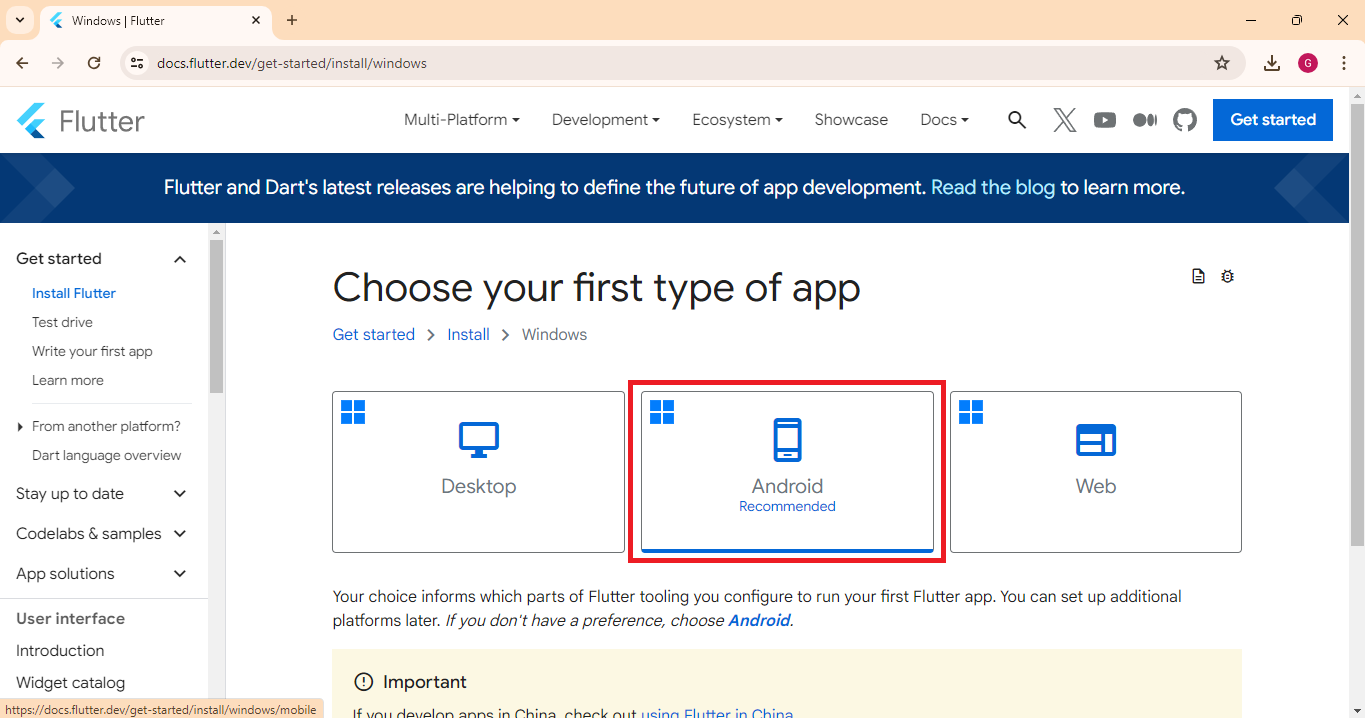 Windows | Flutter
docs.flutter.dev/get-started/install/windows
G
Flutter
Multi-Platform
Development
Ecosystem
Showcase
Docs
Get started
Flutter and Dart's latest releases are helping to define the future of app development. Read the blog to learn more.
Get started
Install Flutter
Test drive
Write your first app
Learn more
From another platform?
Dart language overview
Stay up to date
Codelabs & samples
App solutions
User interface
Introduction
Widget catalog
Choose your first type of app
Get started > Install > Windows
Desktop
Android
Recommended
Web
Your choice informs which parts of Flutter tooling you configure to run your first Flutter app. You can set up additional
platforms later. If you don't have a preference, choose Android.
Important
If you develop apps in China, check out using Flutter in China.
https://docs.flutter.dev/get-started/install/windows/mobile